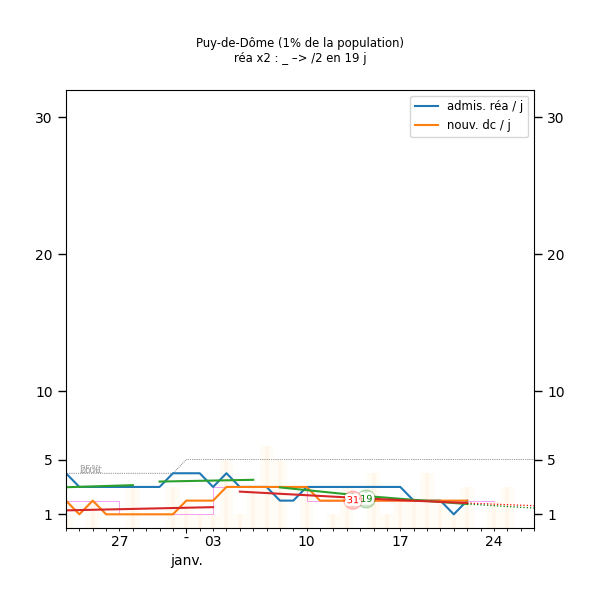 Puy-de-Dôme (1% de la population)
réa x2 : _ –> /2 en 19 j
admis. réa / j
nouv. dc / j
30 30
20 20
10 10
5 5
1 1
31 19
27 - 03 10 17 24
janv.